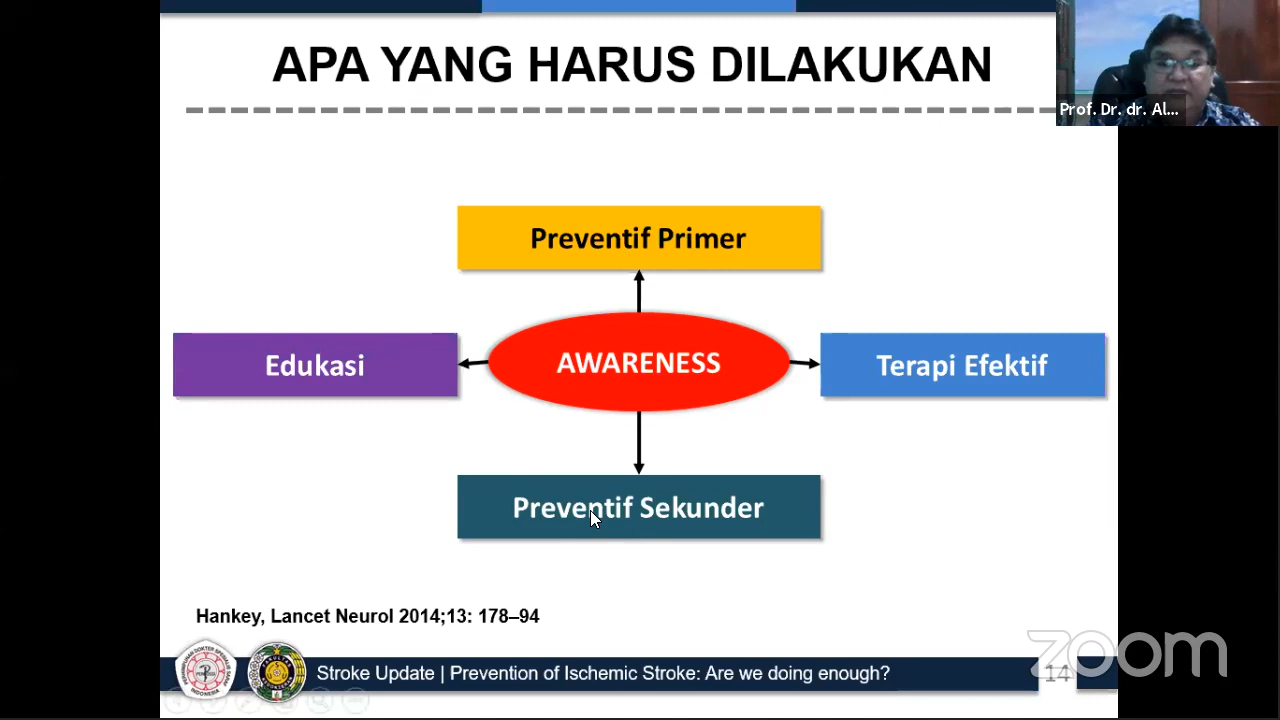 APA YANG HARUS DILAKUKAN
Prof. Dr. dr. Al...
Preventif Primer
Edukasi
AWARENESS
Terapi Efektif
Preventif Sekunder
Hankey, Lancet Neurol 2014;13: 178–94
Stroke Update | Prevention of Ischemic Stroke: Are we doing enough?
14
zoom